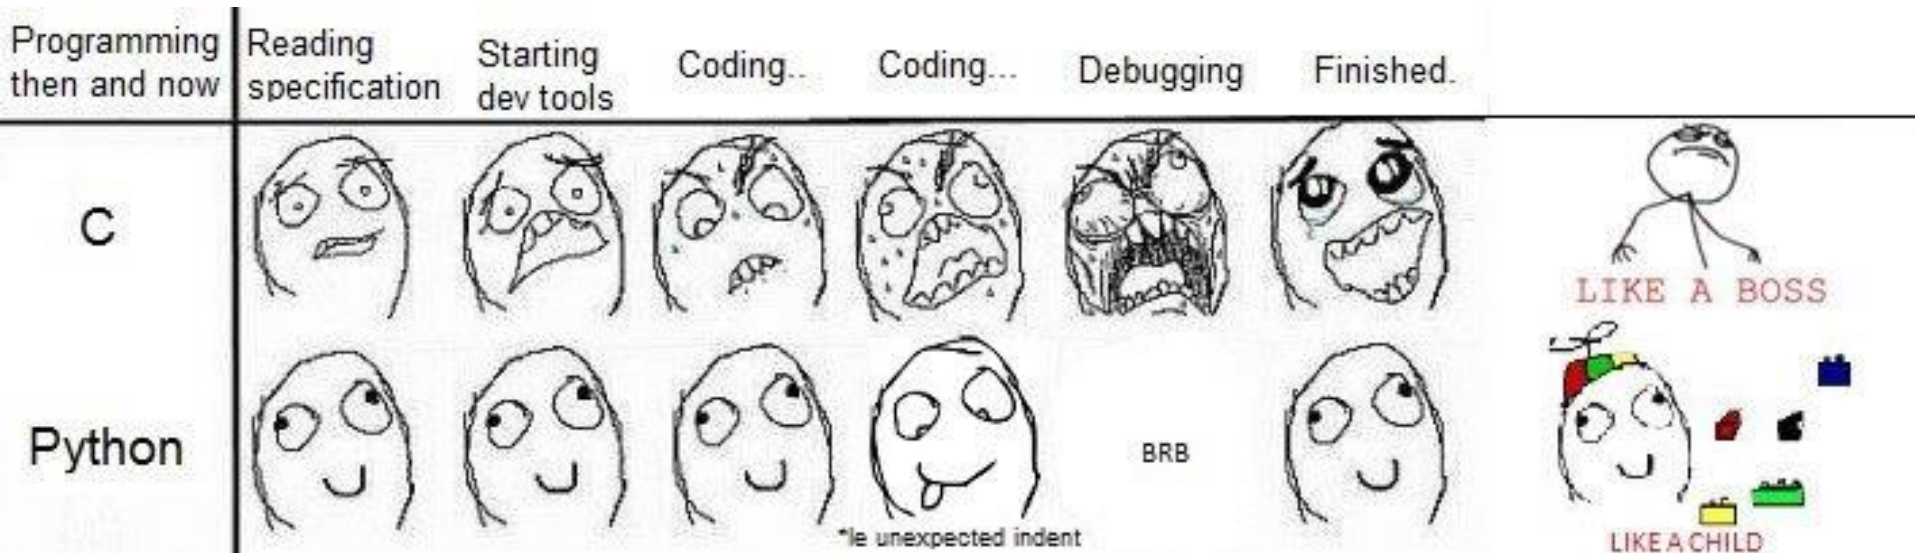 Programming
then and now
Reading
specification
Starting
dev tools
Coding..
Coding...
Debugging
Finished.
C
LIKE A BOSS
Python
BRB
*le unexpected indent
LIKE A CHILD